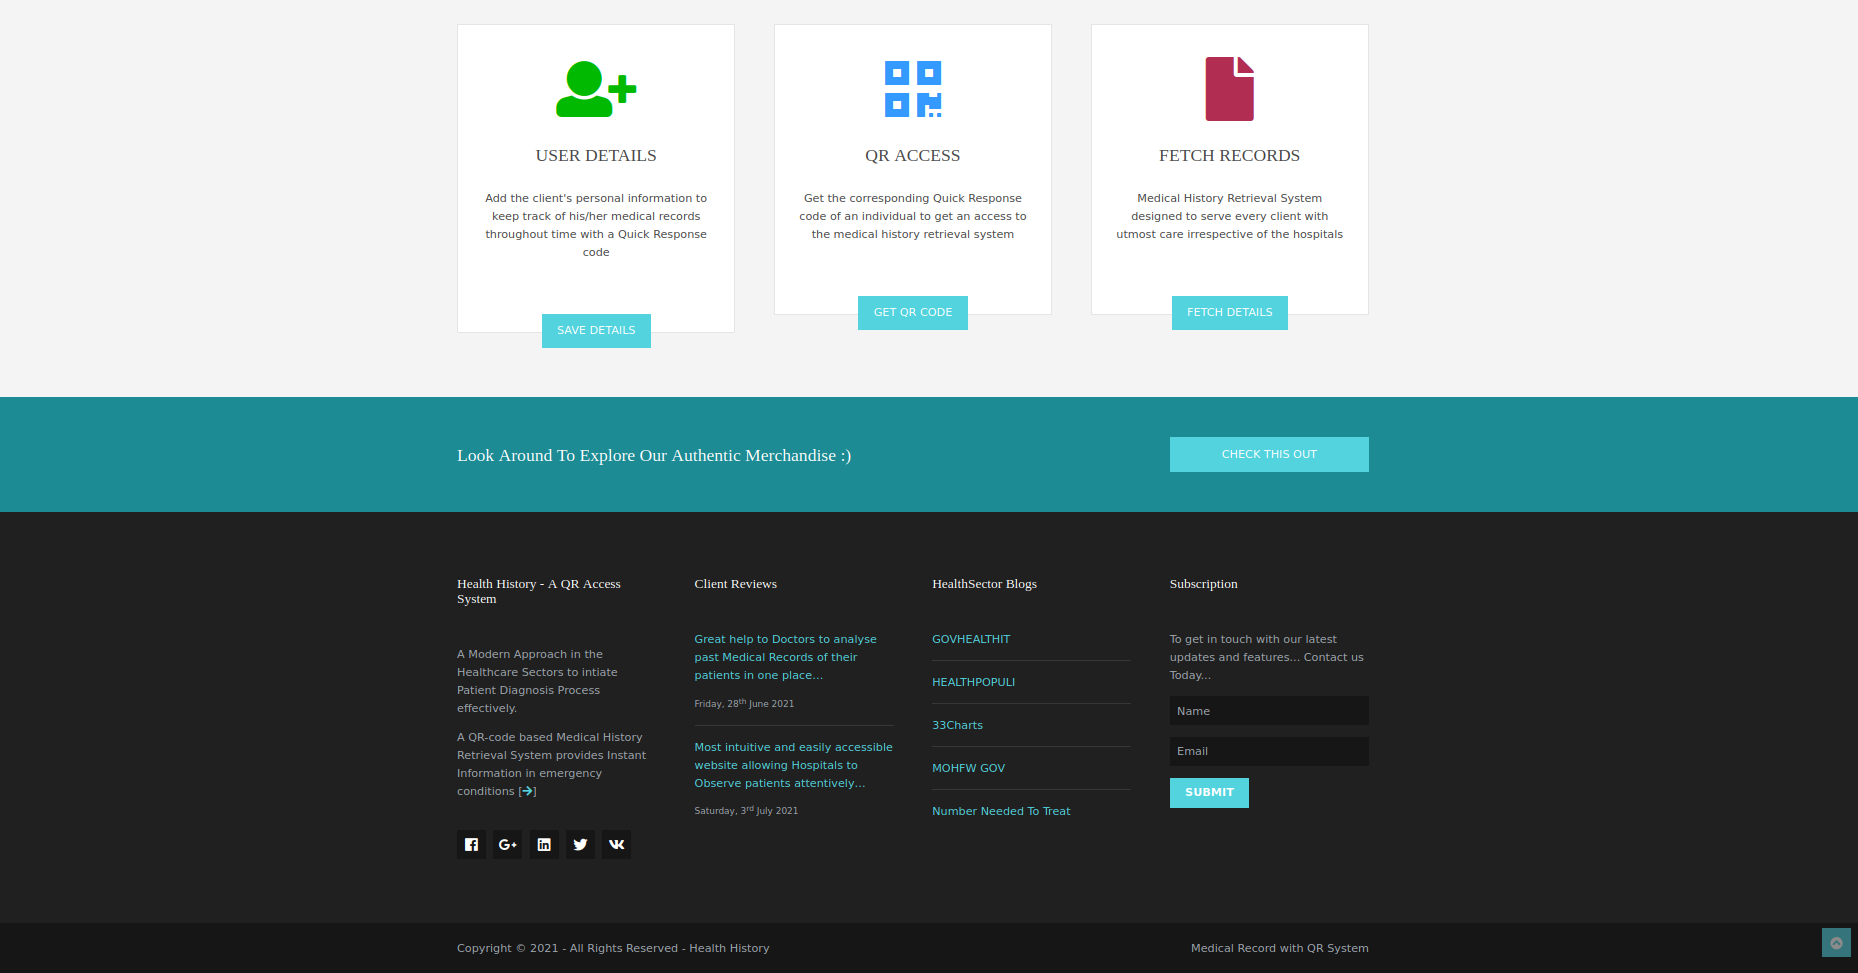 USER DETAILS
Add the client's personal information to
keep track of his/her medical records
throughout time with a Quick Response
code
SAVE DETAILS
QR ACCESS
Get the corresponding Quick Response
code of an individual to get an access to
the medical history retrieval system
GET QR CODE
FETCH RECORDS
Medical History Retrieval System
designed to serve every client with
utmost care irrespective of the hospitals
FETCH DETAILS
Look Around To Explore Our Authentic Merchandise :)
CHECK THIS OUT
Health History - A QR Access
System
A Modern Approach in the
Healthcare Sectors to intiate
Patient Diagnosis Process
effectively.
A QR-code based Medical History
Retrieval System provides Instant
Information in emergency
conditions [→]
Client Reviews
Great help to Doctors to analyse
past Medical Records of their
patients in one place...
Friday, 28th June 2021
Most intuitive and easily accessible
website allowing Hospitals to
Observe patients attentively...
Saturday, 3rd July 2021
HealthSector Blogs
GOVHEALTHIT
HEALTHPOPULI
33Charts
MOHFW GOV
Number Needed To Treat
Subscription
To get in touch with our latest
updates and features... Contact us
Today...
Name
Email
SUBMIT
Copyright © 2021 - All Rights Reserved - Health History
Medical Record with QR System